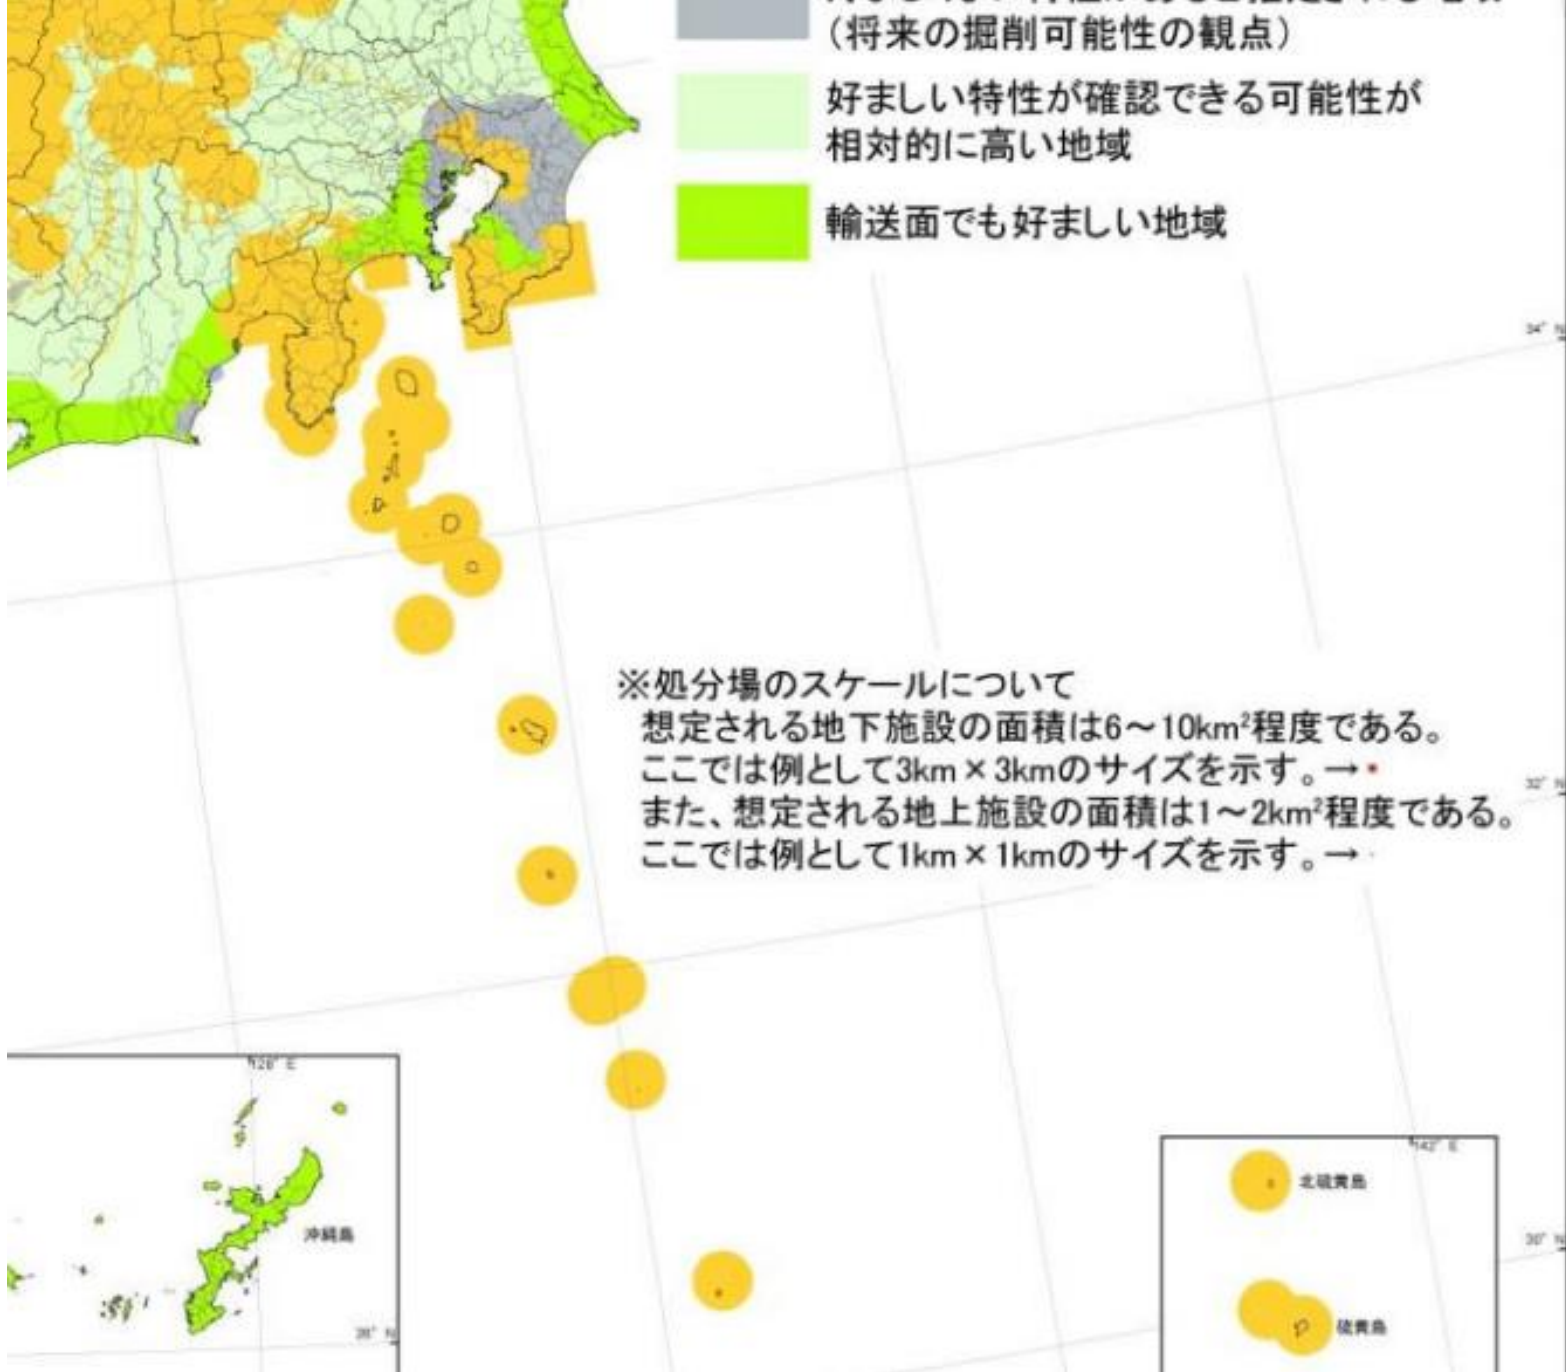 （将来の掘削可能性の観点）
好ましい特性が確認できる可能性が
相対的に高い地域
輸送面でも好ましい地域
34° N
※処分場のスケールについて
想定される地下施設の面積は6～10km²程度である。
ここでは例として3km×3kmのサイズを示す。→
32° N
また、想定される地上施設の面積は1～2km²程度である。
ここでは例として1km×1kmのサイズを示す。→
128° E
沖縄島
26° N
142° E
北硫黄島
30° N
硫黄島